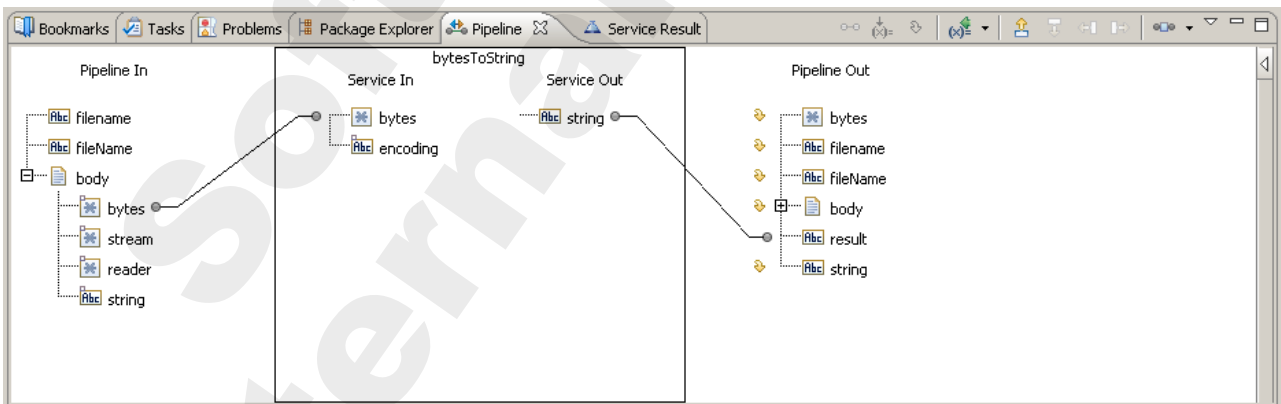 Bookmarks Tasks Problems Package Explorer Pipeline Service Result
bytesToString
Pipeline In
Service In
Service Out
Pipeline Out
filename
fileName
body
bytes
stream
reader
string
bytes
encoding
string
bytes
filename
fileName
body
result
string